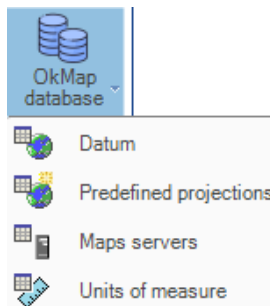 OkMap
database
Datum
Predefined projections
Maps servers
Units of measure